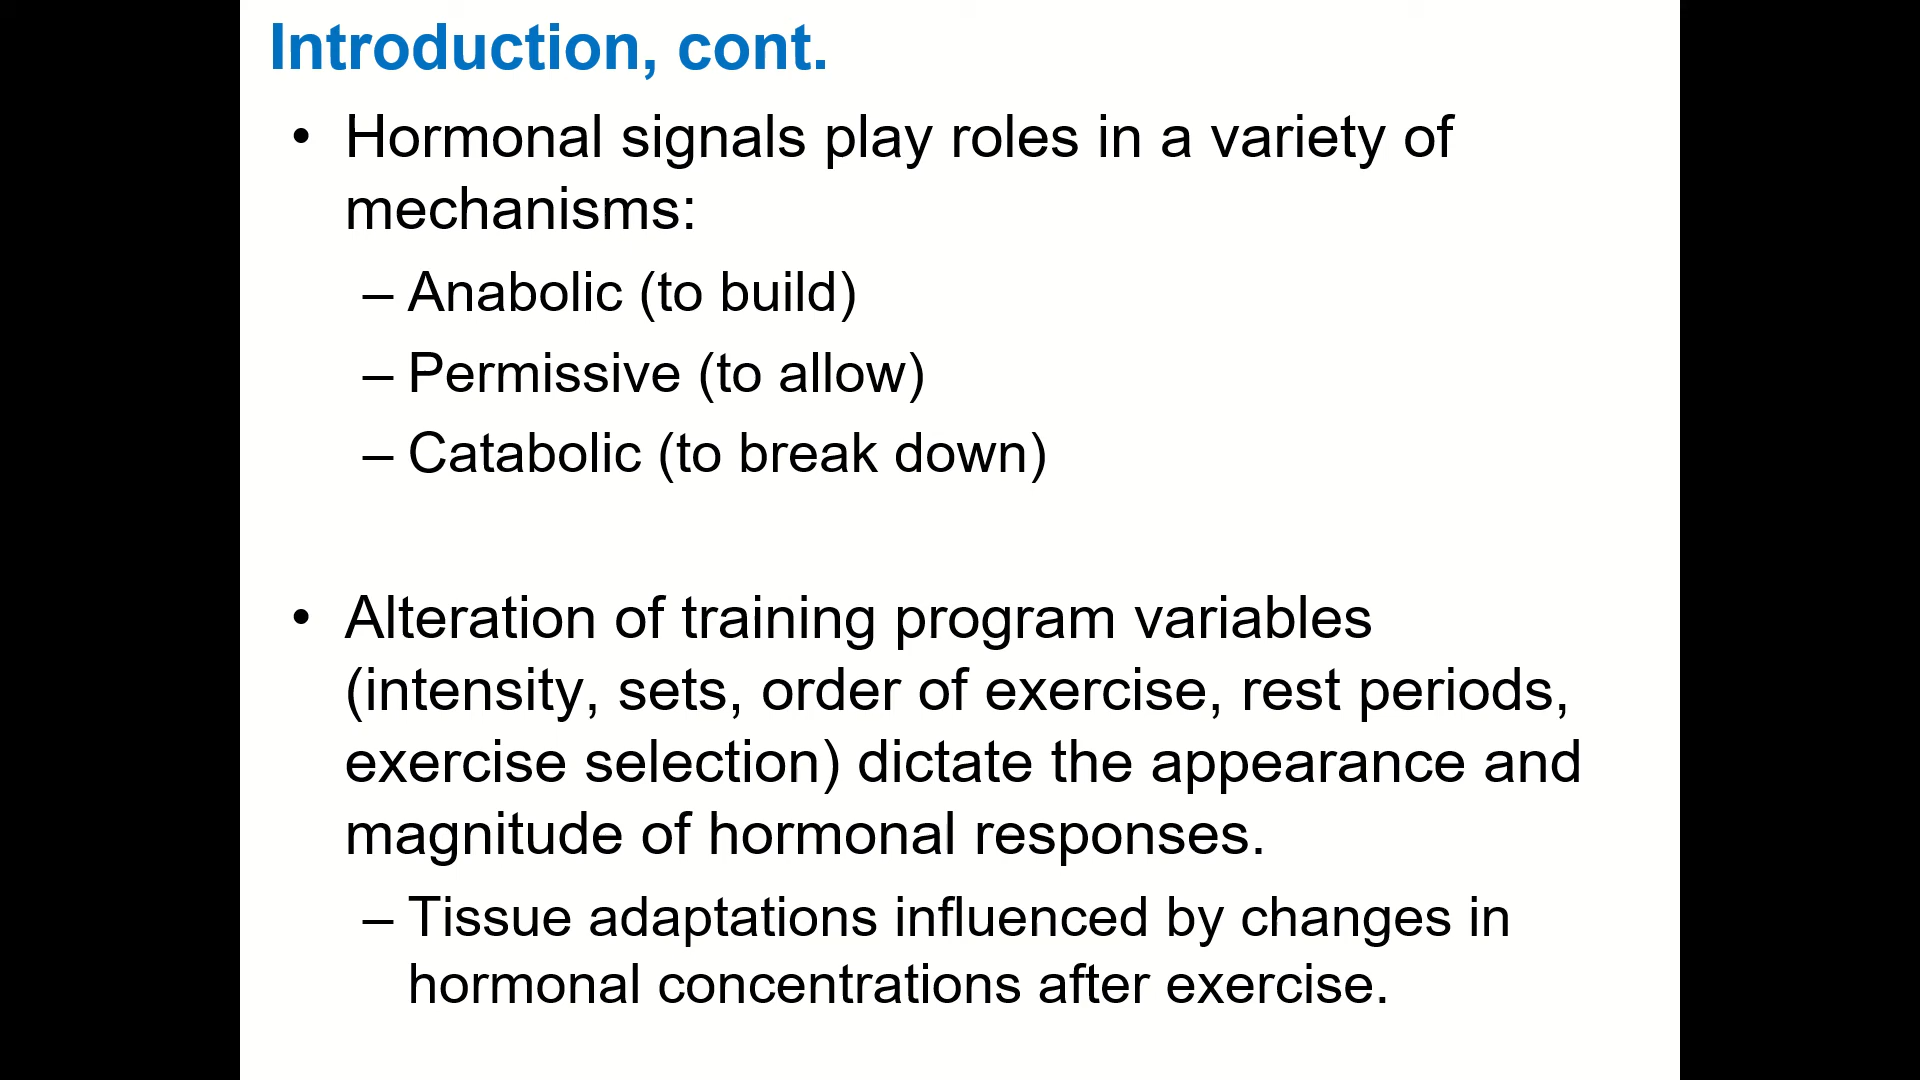 Introduction, cont.
• Hormonal signals play roles in a variety of
mechanisms:
– Anabolic (to build)
– Permissive (to allow)
– Catabolic (to break down)
• Alteration of training program variables
(intensity, sets, order of exercise, rest periods,
exercise selection) dictate the appearance and
magnitude of hormonal responses.
– Tissue adaptations influenced by changes in
hormonal concentrations after exercise.